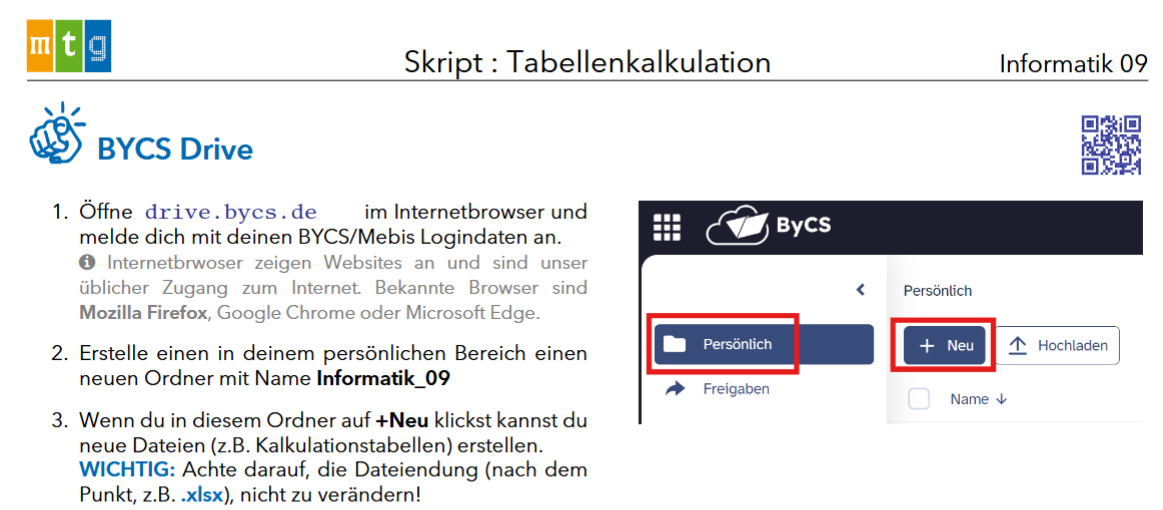 mtg
Skript : Tabellenkalkulation
Informatik 09
BYCS Drive
1. Öffne drive.bycs.de im Internetbrowser und
melde dich mit deinen BYCS/Mebis Logindaten an.
Internetbrwoser zeigen Websites an und sind unser
üblicher Zugang zum Internet. Bekannte Browser sind
Mozilla Firefox, Google Chrome oder Microsoft Edge.
2. Erstelle einen in deinem persönlichen Bereich einen
neuen Ordner mit Name Informatik_09
3. Wenn du in diesem Ordner auf +Neu klickst kannst du
neue Dateien (z.B. Kalkulationstabellen) erstellen.
WICHTIG: Achte darauf, die Dateiendung (nach dem
Punkt, z.B. .xlsx), nicht zu verändern!
ByCS
Persönlich
Freigaben
Persönlich
+ Neu
Hochladen
Name ↓